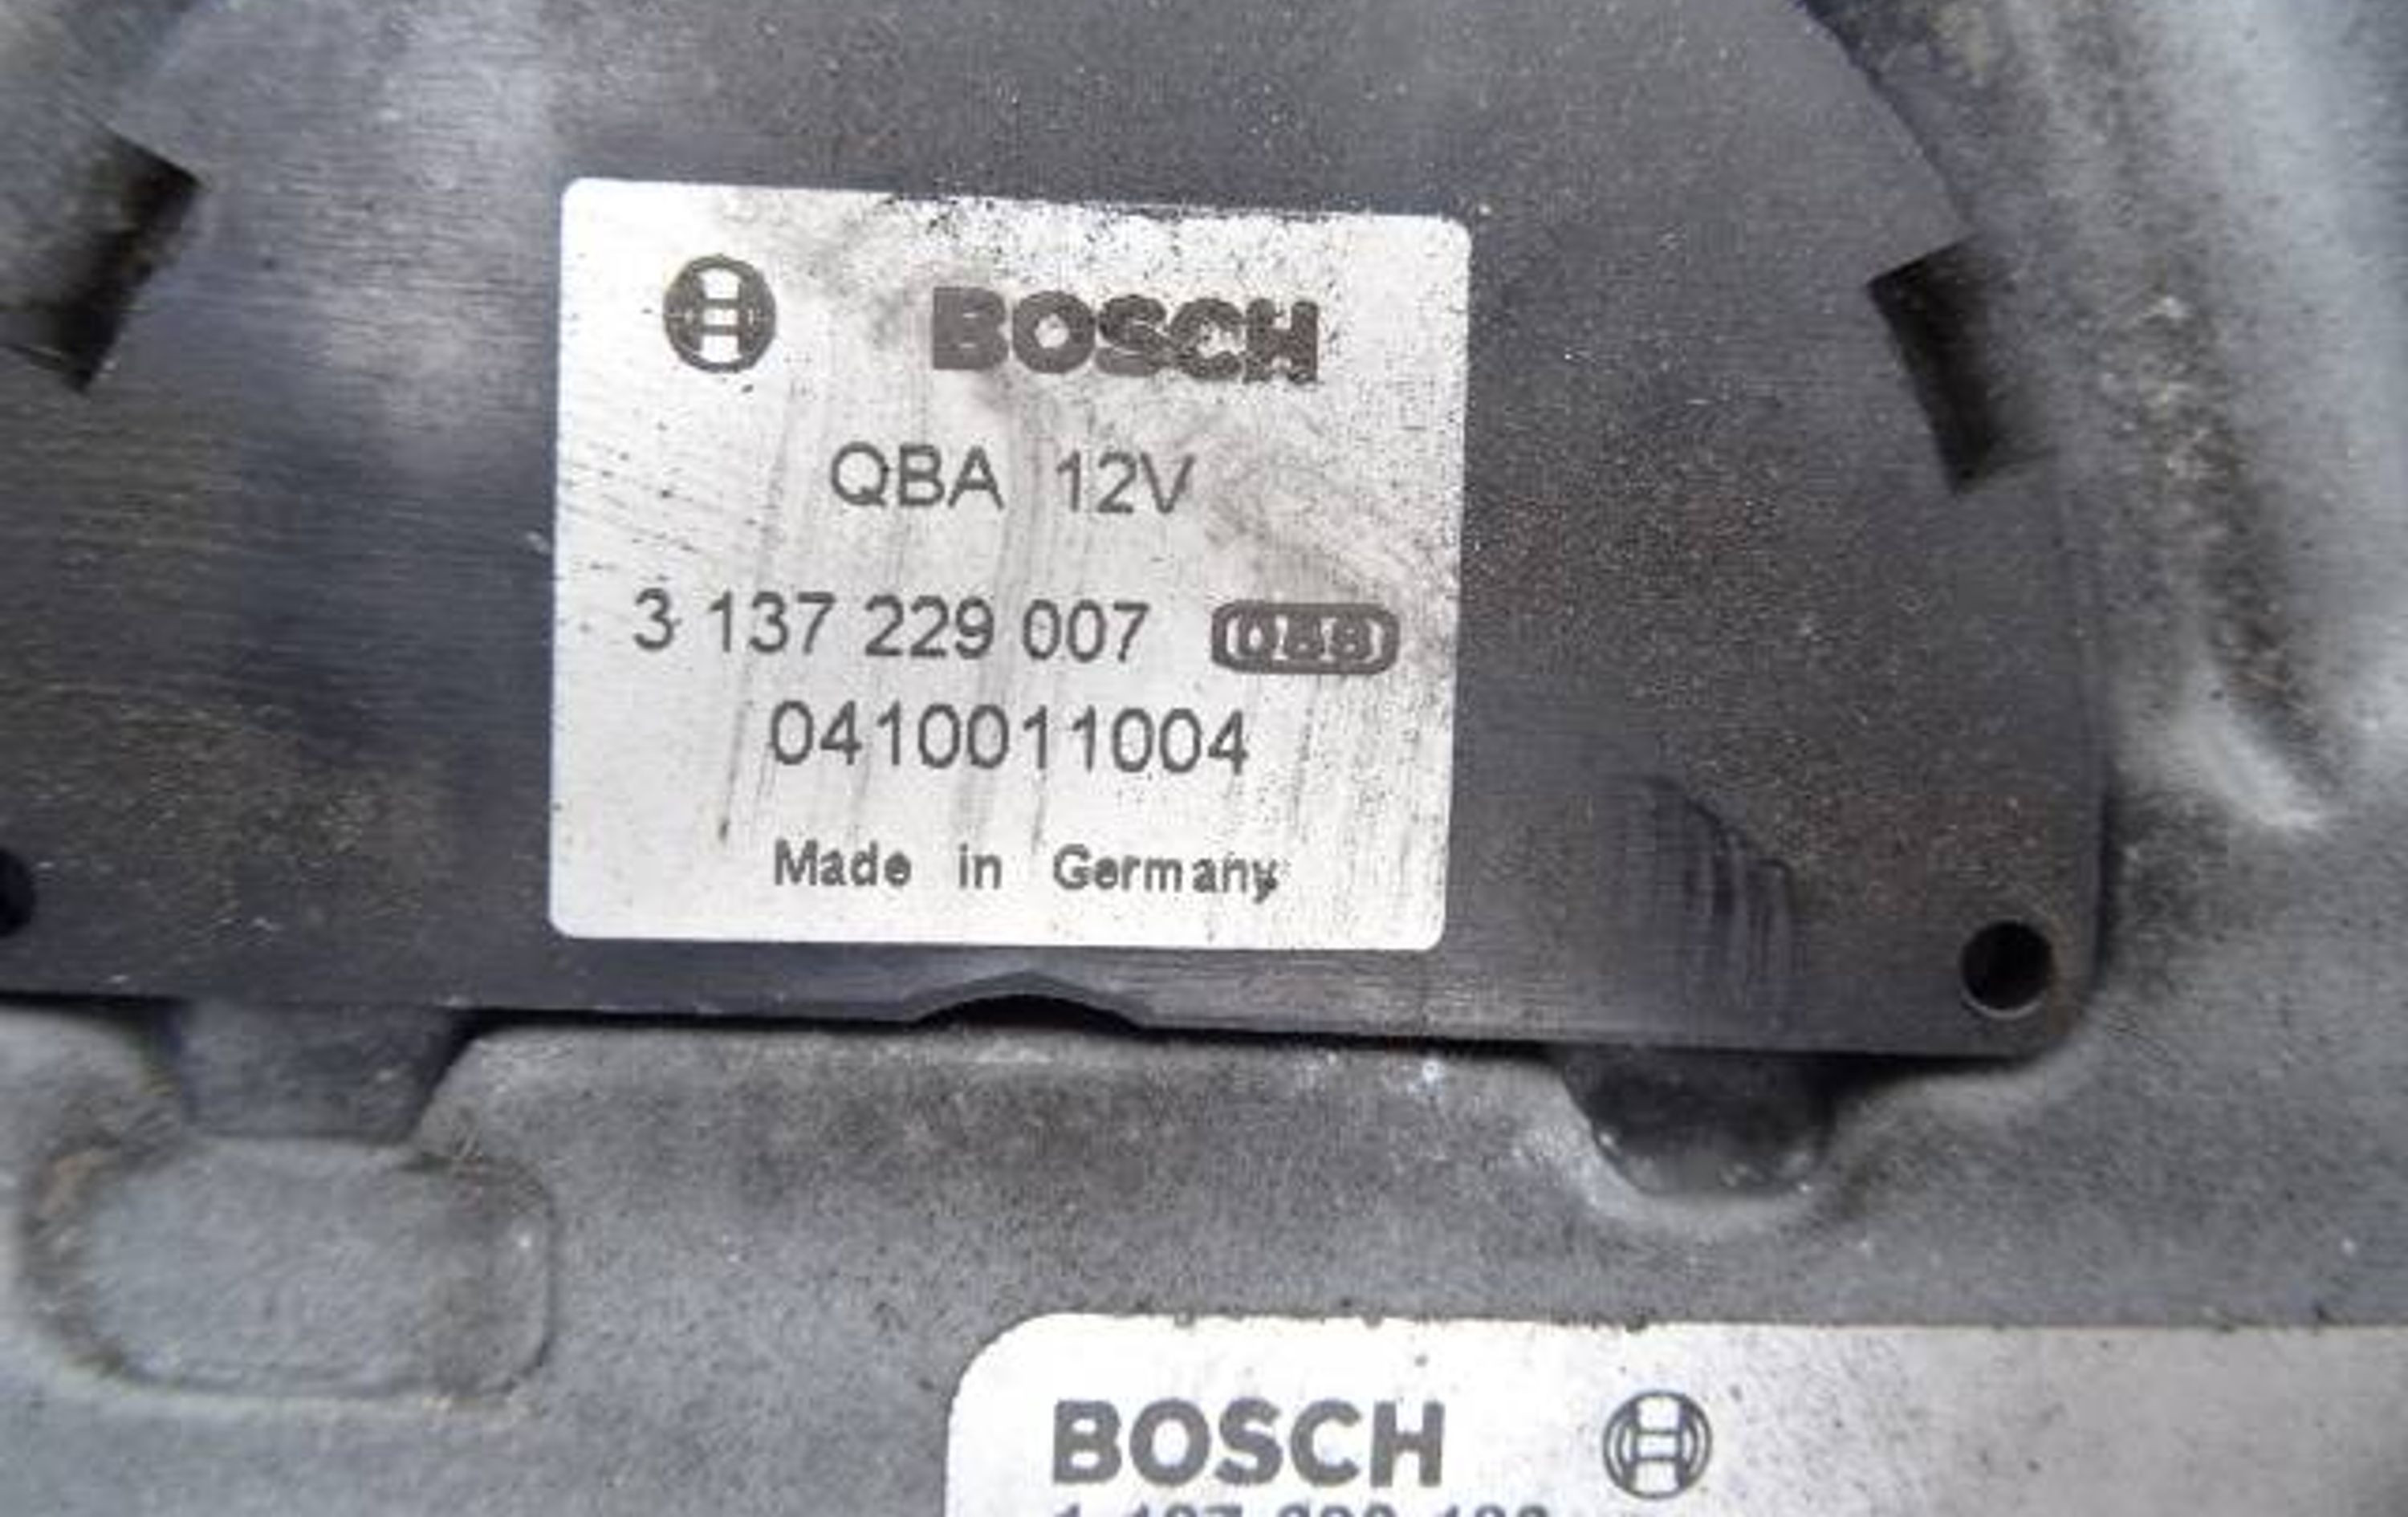 BOSCH
QBA 12V
3 137 229 007
0410011004
Made in Germany
BOSCH